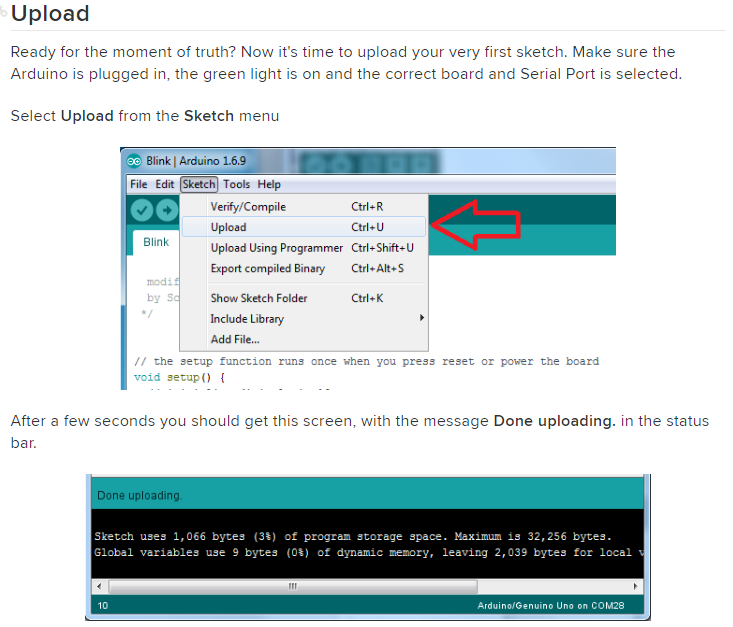 Upload
Ready for the moment of truth? Now it's time to upload your very first sketch. Make sure the
Arduino is plugged in, the green light is on and the correct board and Serial Port is selected.
Select Upload from the Sketch menu
Blink | Arduino 1.6.9
File Edit Sketch Tools Help
Verify/Compile Ctrl+R
Upload Ctrl+U
Blink
Upload Using Programmer Ctrl+Shift+U
Export compiled Binary Ctrl+Alt+S
modif
by Sc
Show Sketch Folder Ctrl+K
*/
Include Library
Add File...
// the setup function runs once when you press reset or power the board
void setup() {
After a few seconds you should get this screen, with the message Done uploading. in the status
bar.
Done uploading.
Sketch uses 1,066 bytes (3%) of program storage space. Maximum is 32,256 bytes.
Global variables use 9 bytes (0%) of dynamic memory, leaving 2,039 bytes for local v
10 Arduino/Genuino Uno on COM28